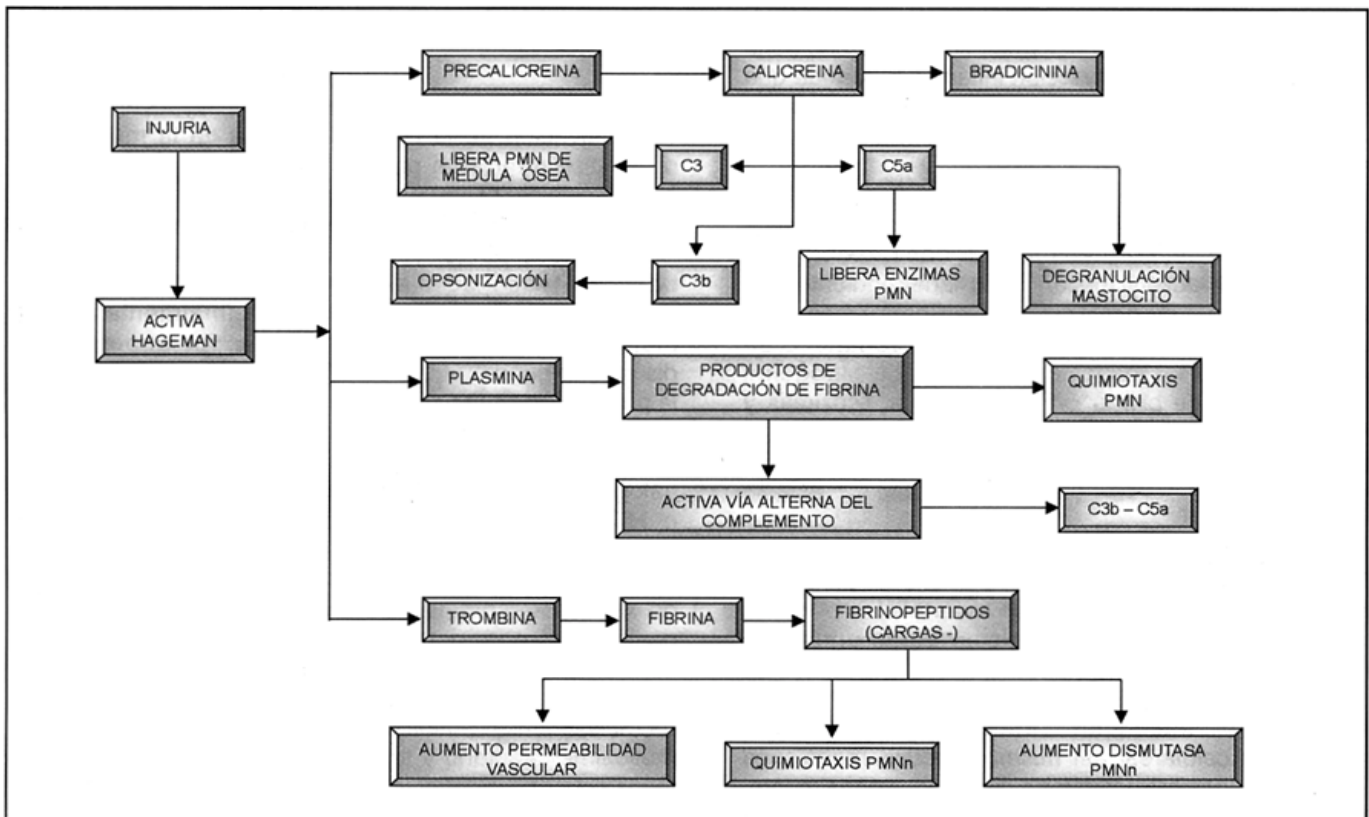 PRECALICREINA
CALICREINA
BRADICININA
INJURIA
LIBERA PMN DE
MÉDULA ÓSEA
C3
C5a
OPSONIZACIÓN
C3b
LIBERA ENZIMAS
PMN
DEGRANULACIÓN
MASTOCITO
ACTIVA
HAGEMAN
PLASMINA
PRODUCTOS DE
DEGRADACIÓN DE FIBRINA
QUIMIOTAXIS
PMN
ACTIVA VÍA ALTERNA DEL
COMPLEMENTO
C3b – C5a
TROMBINA
FIBRINA
FIBRINOPEPTIDOS
(CARGAS -)
AUMENTO PERMEABILIDAD
VASCULAR
QUIMIOTAXIS PMNn
AUMENTO DISMUTASA
PMNn